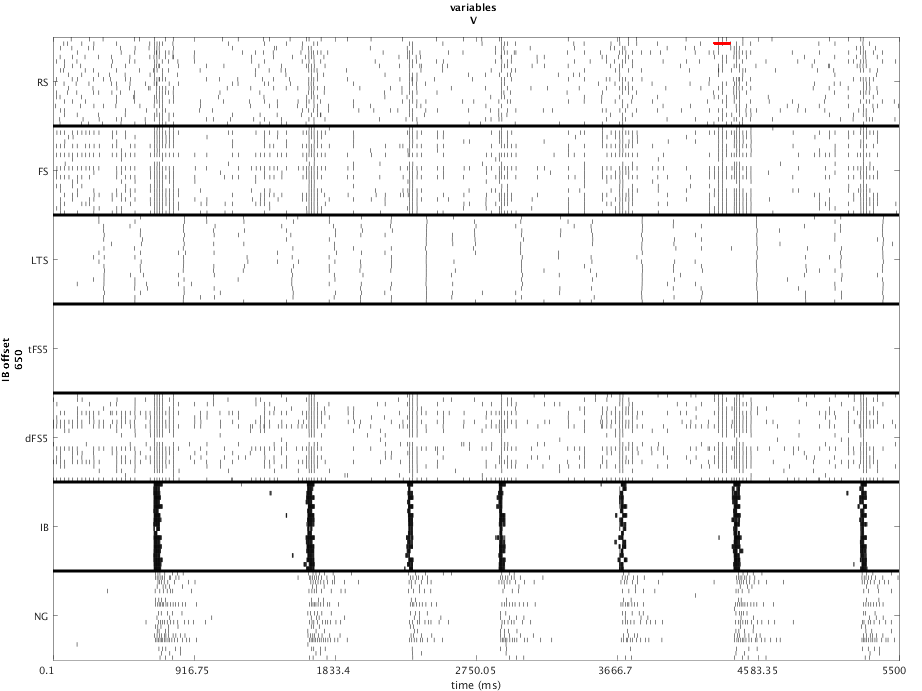 variables
V
RS
FS
LTS
IB offset
650
tFS5
dFS5
IB
NG
0.1
916.75
1833.4
2750.05
3666.7
4583.35
5500
time (ms)